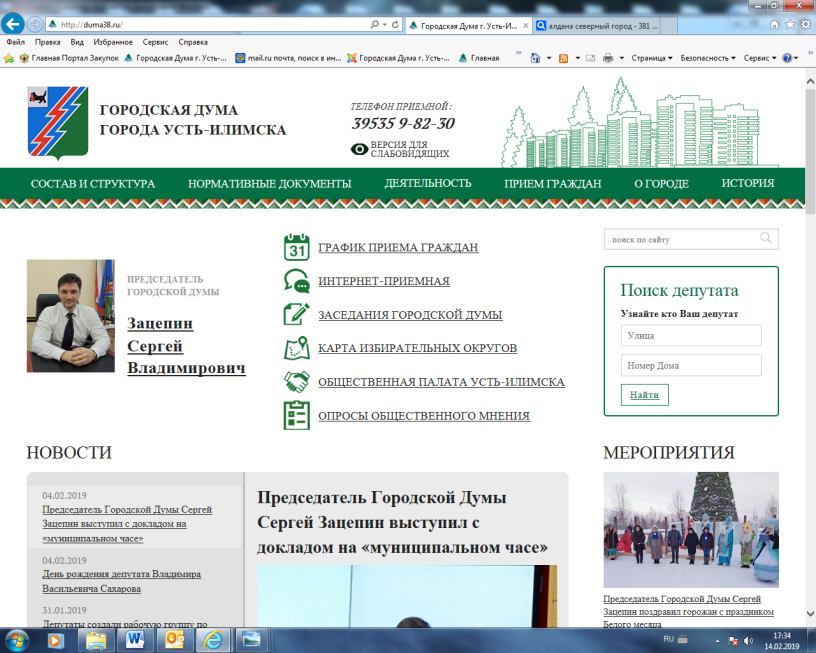 http://duma38.ru/
Городская Дума г. Усть-И...
алдана северный город - 381 ...
Файл Правка Вид Избранное Сервис Справка
Главная Портал Закупок Городская Дума г. Усть-... mail.ru почта, поиск в ин... Городская Дума г. Усть-... Главная
Страница Безопасность Сервис
ГОРОДСКАЯ ДУМА
ГОРОДА УСТЬ-ИЛИМСКА
ТЕЛЕФОН ПРИЕМНОЙ:
39535 9-82-30
ВЕРСИЯ ДЛЯ
СЛАБОВИДЯЩИХ
СОСТАВ И СТРУКТУРА НОРМАТИВНЫЕ ДОКУМЕНТЫ ДЕЯТЕЛЬНОСТЬ ПРИЕМ ГРАЖДАН О ГОРОДЕ ИСТОРИЯ
ПРЕДСЕДАТЕЛЬ
ГОРОДСКОЙ ДУМЫ
Зацепин
Сергей
Владимирович
31
ГРАФИК ПРИЕМА ГРАЖДАН
ИНТЕРНЕТ-ПРИЕМНАЯ
ЗАСЕДАНИЯ ГОРОДСКОЙ ДУМЫ
КАРТА ИЗБИРАТЕЛЬНЫХ ОКРУГОВ
ОБЩЕСТВЕННАЯ ПАЛАТА УСТЬ-ИЛИМСКА
ОПРОСЫ ОБЩЕСТВЕННОГО МНЕНИЯ
поиск по сайту
Поиск депутата
Узнайте кто Ваш депутат
Улица
Номер Дома
Найти
НОВОСТИ
04.02.2019
Председатель Городской Думы Сергей
Зацепин выступил с докладом на
«муниципальном часе»
04.02.2019
День рождения депутата Владимира
Васильевича Сахарова
31.01.2019
Депутаты создали рабочую группу по
Председатель Городской Думы
Сергей Зацепин выступил с
докладом на «муниципальном часе»
МЕРОПРИЯТИЯ
Председатель Городской Думы Сергей
Зацепин поздравил горожан с праздником
Белого месяца
RU
17:34
14.02.2019